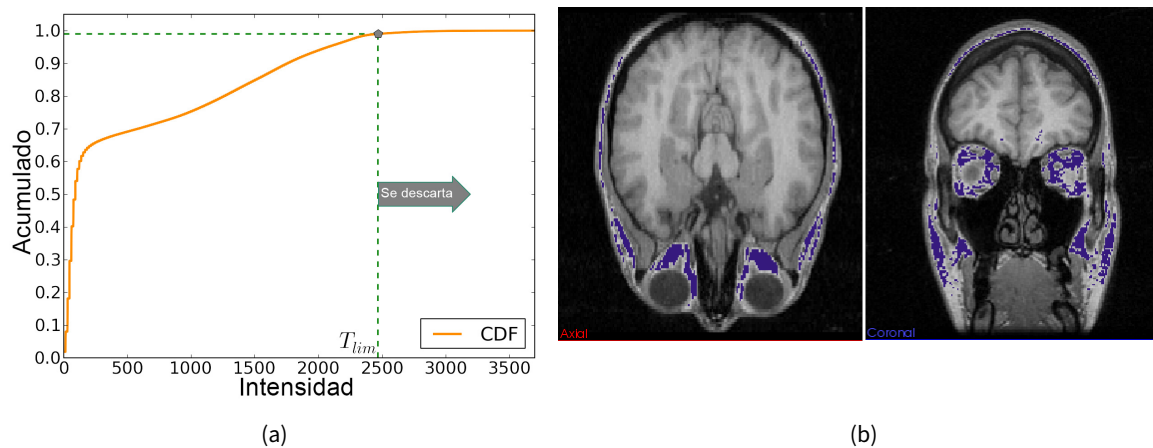 Acumulado
1.0
0.9
0.8
0.7
0.6
0.5
0.4
0.3
0.2
0.1
0.0
Se descarta
T_lim
CDF
0 500 1000 1500 2000 2500 3000 3500
Intensidad
Axial
Coronal
(a) (b)